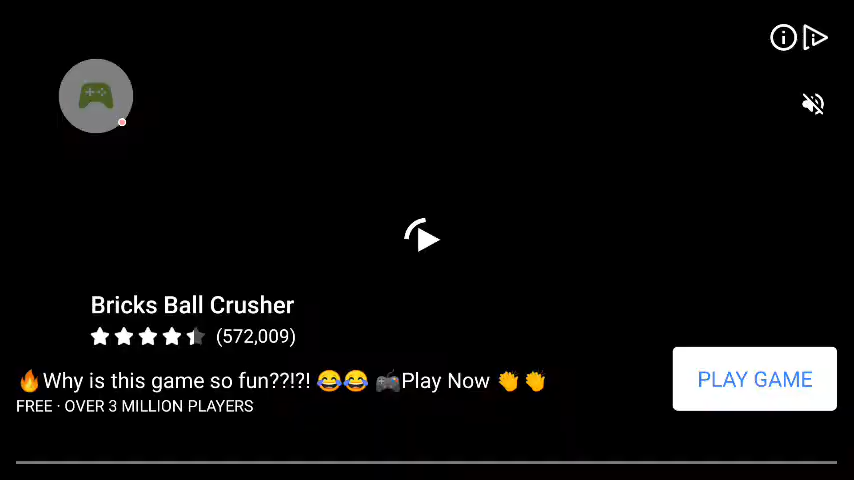 Bricks Ball Crusher
(572,009)
🔥Why is this game so fun??!?! 😂😂 🎮Play Now 👏👏
FREE · OVER 3 MILLION PLAYERS
PLAY GAME